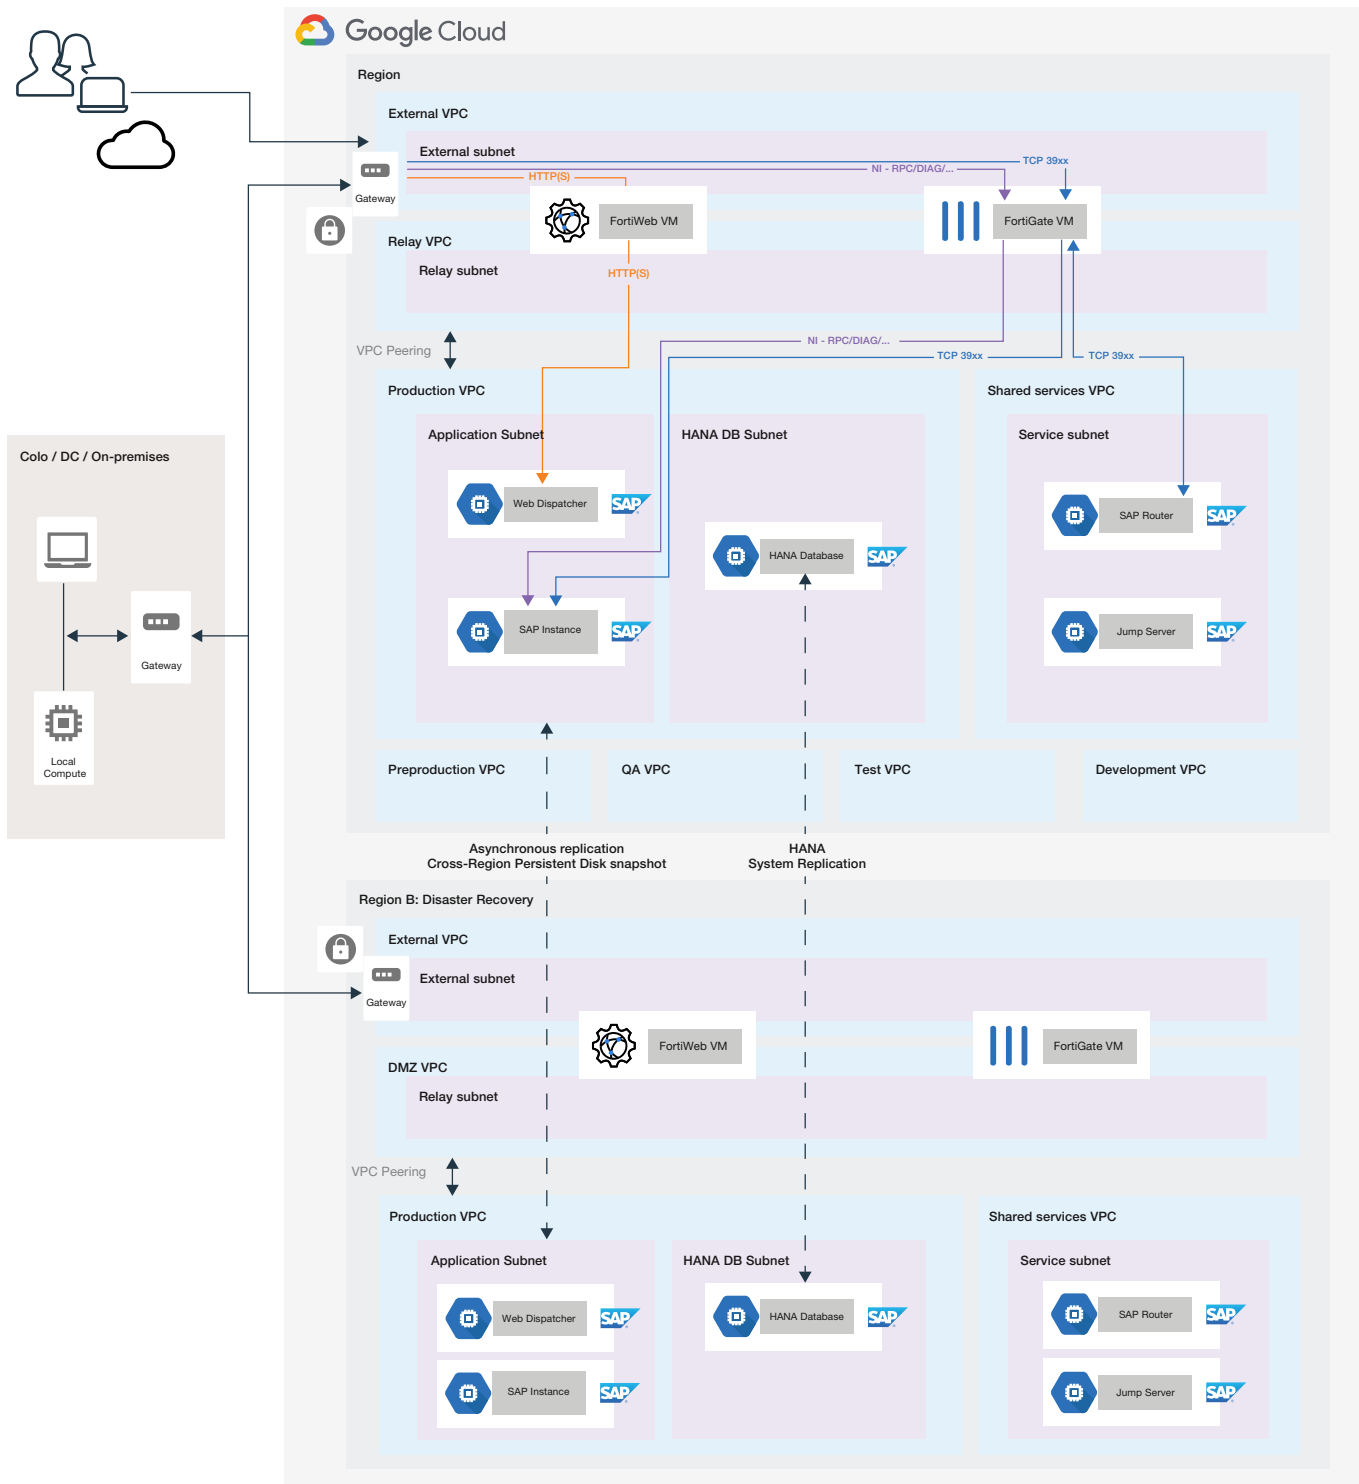 Google Cloud
Region
External VPC
External subnet
TCP 39xx
NI - RPC/DIAG/...
HTTP(S)
Gateway
FortiWeb VM
FortiGate VM
Relay VPC
Relay subnet
HTTP(S)
VPC Peering
NI - RPC/DIAG/...
TCP 39xx
TCP 39xx
Production VPC
Shared services VPC
Application Subnet
HANA DB Subnet
Service subnet
Colo / DC / On-premises
Web Dispatcher
SAP
SAP Router
SAP
HANA Database
SAP
SAP Instance
SAP
Jump Server
SAP
Gateway
Local
Compute
Preproduction VPC
QA VPC
Test VPC
Development VPC
Asynchronous replication
Cross-Region Persistent Disk snapshot
HANA
System Replication
Region B: Disaster Recovery
External VPC
External subnet
Gateway
FortiWeb VM
FortiGate VM
DMZ VPC
Relay subnet
VPC Peering
Production VPC
Shared services VPC
Application Subnet
HANA DB Subnet
Service subnet
Web Dispatcher
SAP
HANA Database
SAP
SAP Router
SAP
SAP Instance
SAP
Jump Server
SAP